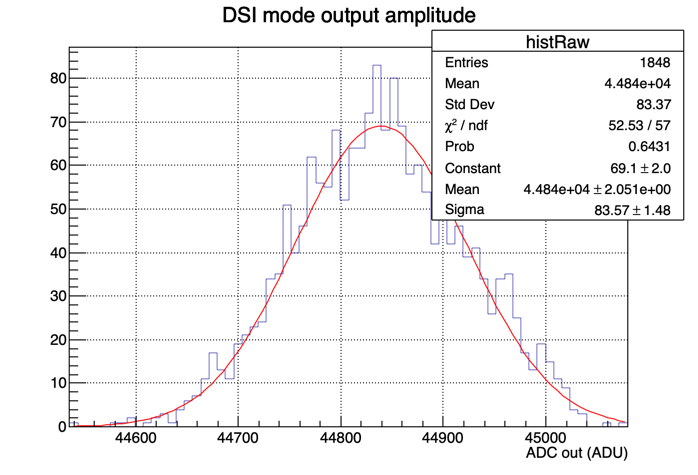 DSI mode output amplitude
histRaw
Entries 1848
Mean 4.484e+04
Std Dev 83.37
χ² / ndf 52.53 / 57
Prob 0.6431
Constant 69.1 ± 2.0
Mean 4.484e+04 ± 2.051e+00
Sigma 83.57 ± 1.48
80
70
60
50
40
30
20
10
0
44600 44700 44800 44900 45000
ADC out (ADU)